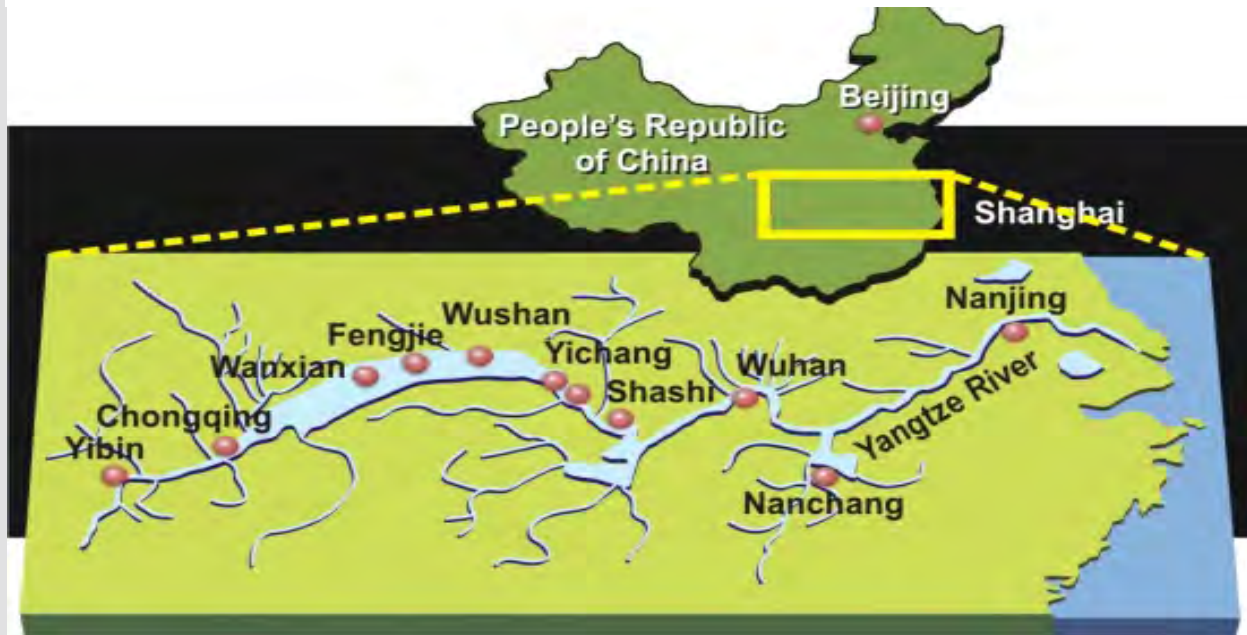 Beijing
People's Republic
of China
Shanghai
Nanjing
Wushan
Fengjie
Yichang
Wuhan
Wanxian
Shashi
Yangtze River
Chongqing
Yibin
Nanchang